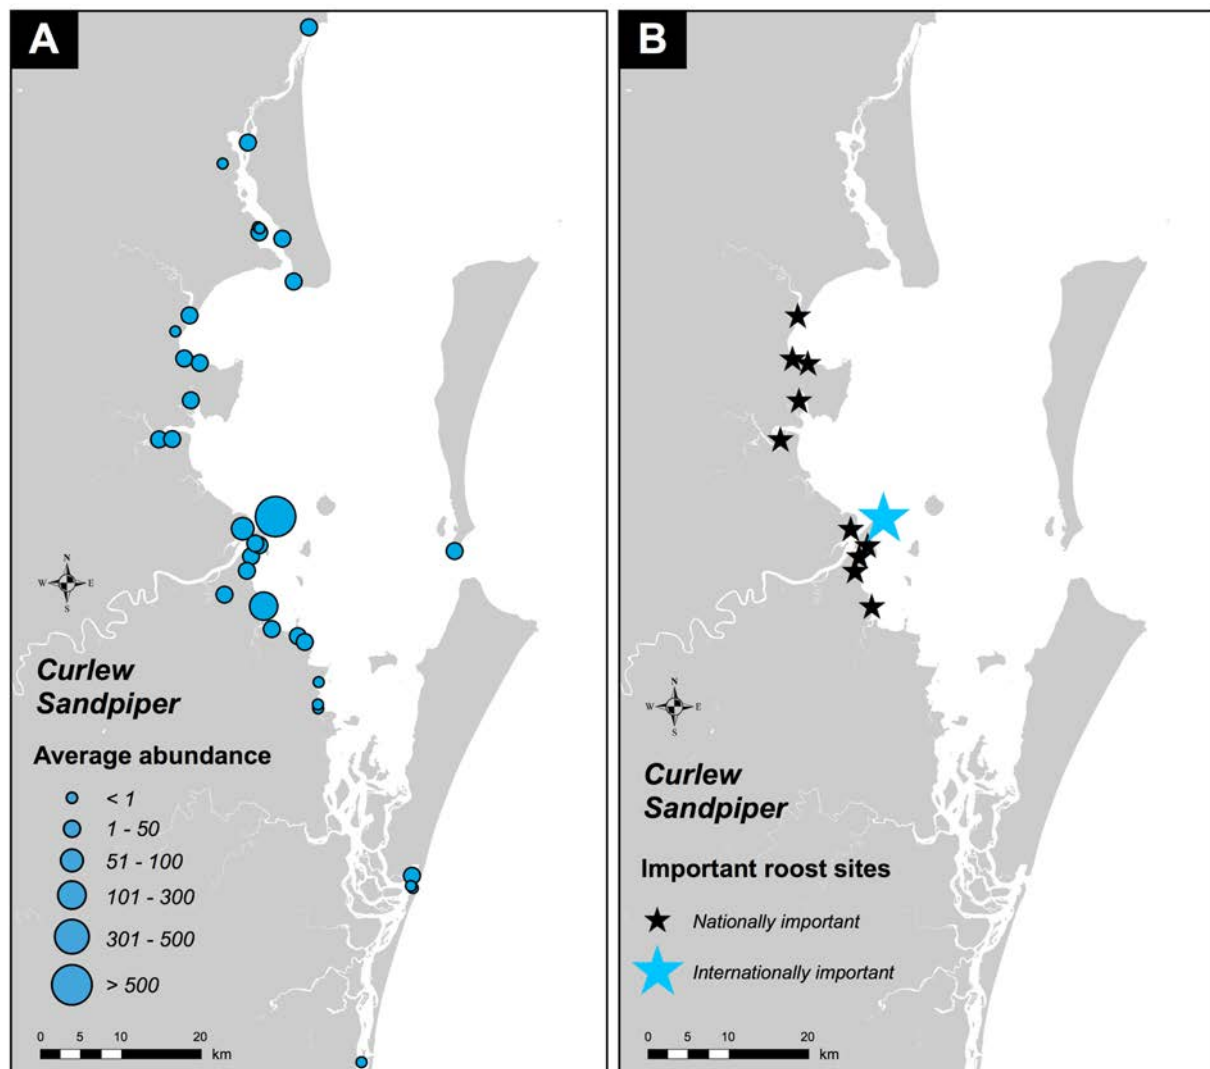 A
N
W E
S
Curlew
Sandpiper
Average abundance
< 1
1 - 50
51 - 100
101 - 300
301 - 500
> 500
0 5 10 20
km
B
N
W E
S
Curlew
Sandpiper
Important roost sites
Nationally important
Internationally important
0 5 10 20
km